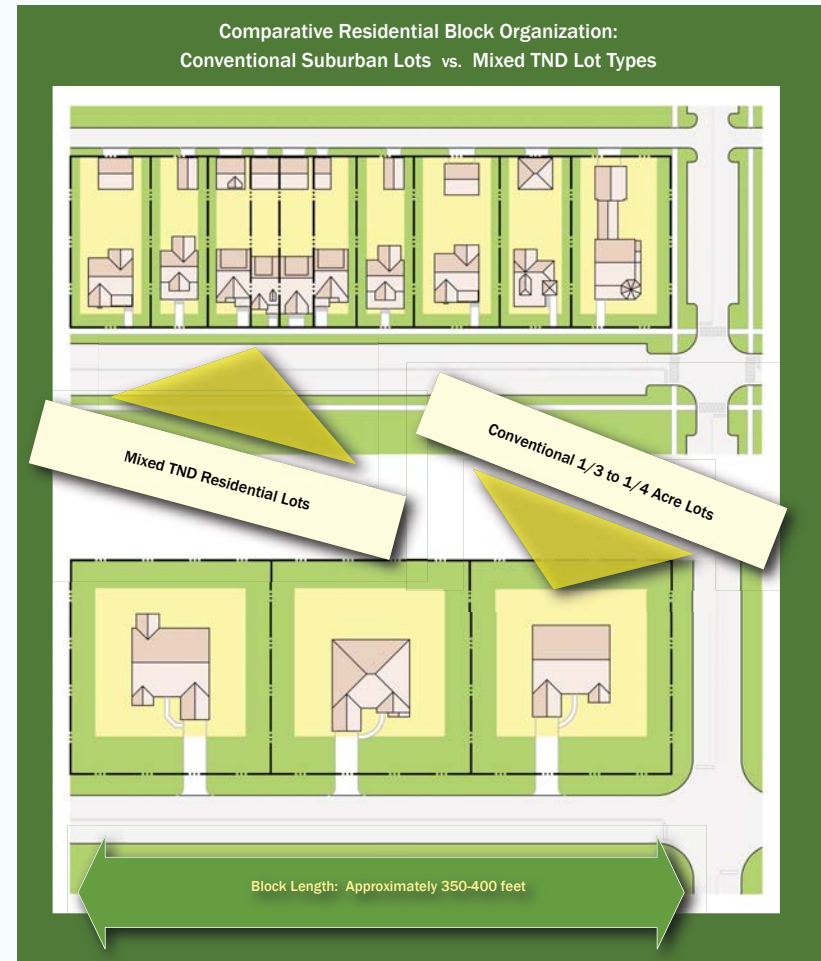 Comparative Residential Block Organization:
Conventional Suburban Lots vs. Mixed TND Lot Types
Mixed TND Residential Lots
Conventional 1/3 to 1/4 Acre Lots
Block Length: Approximately 350-400 feet